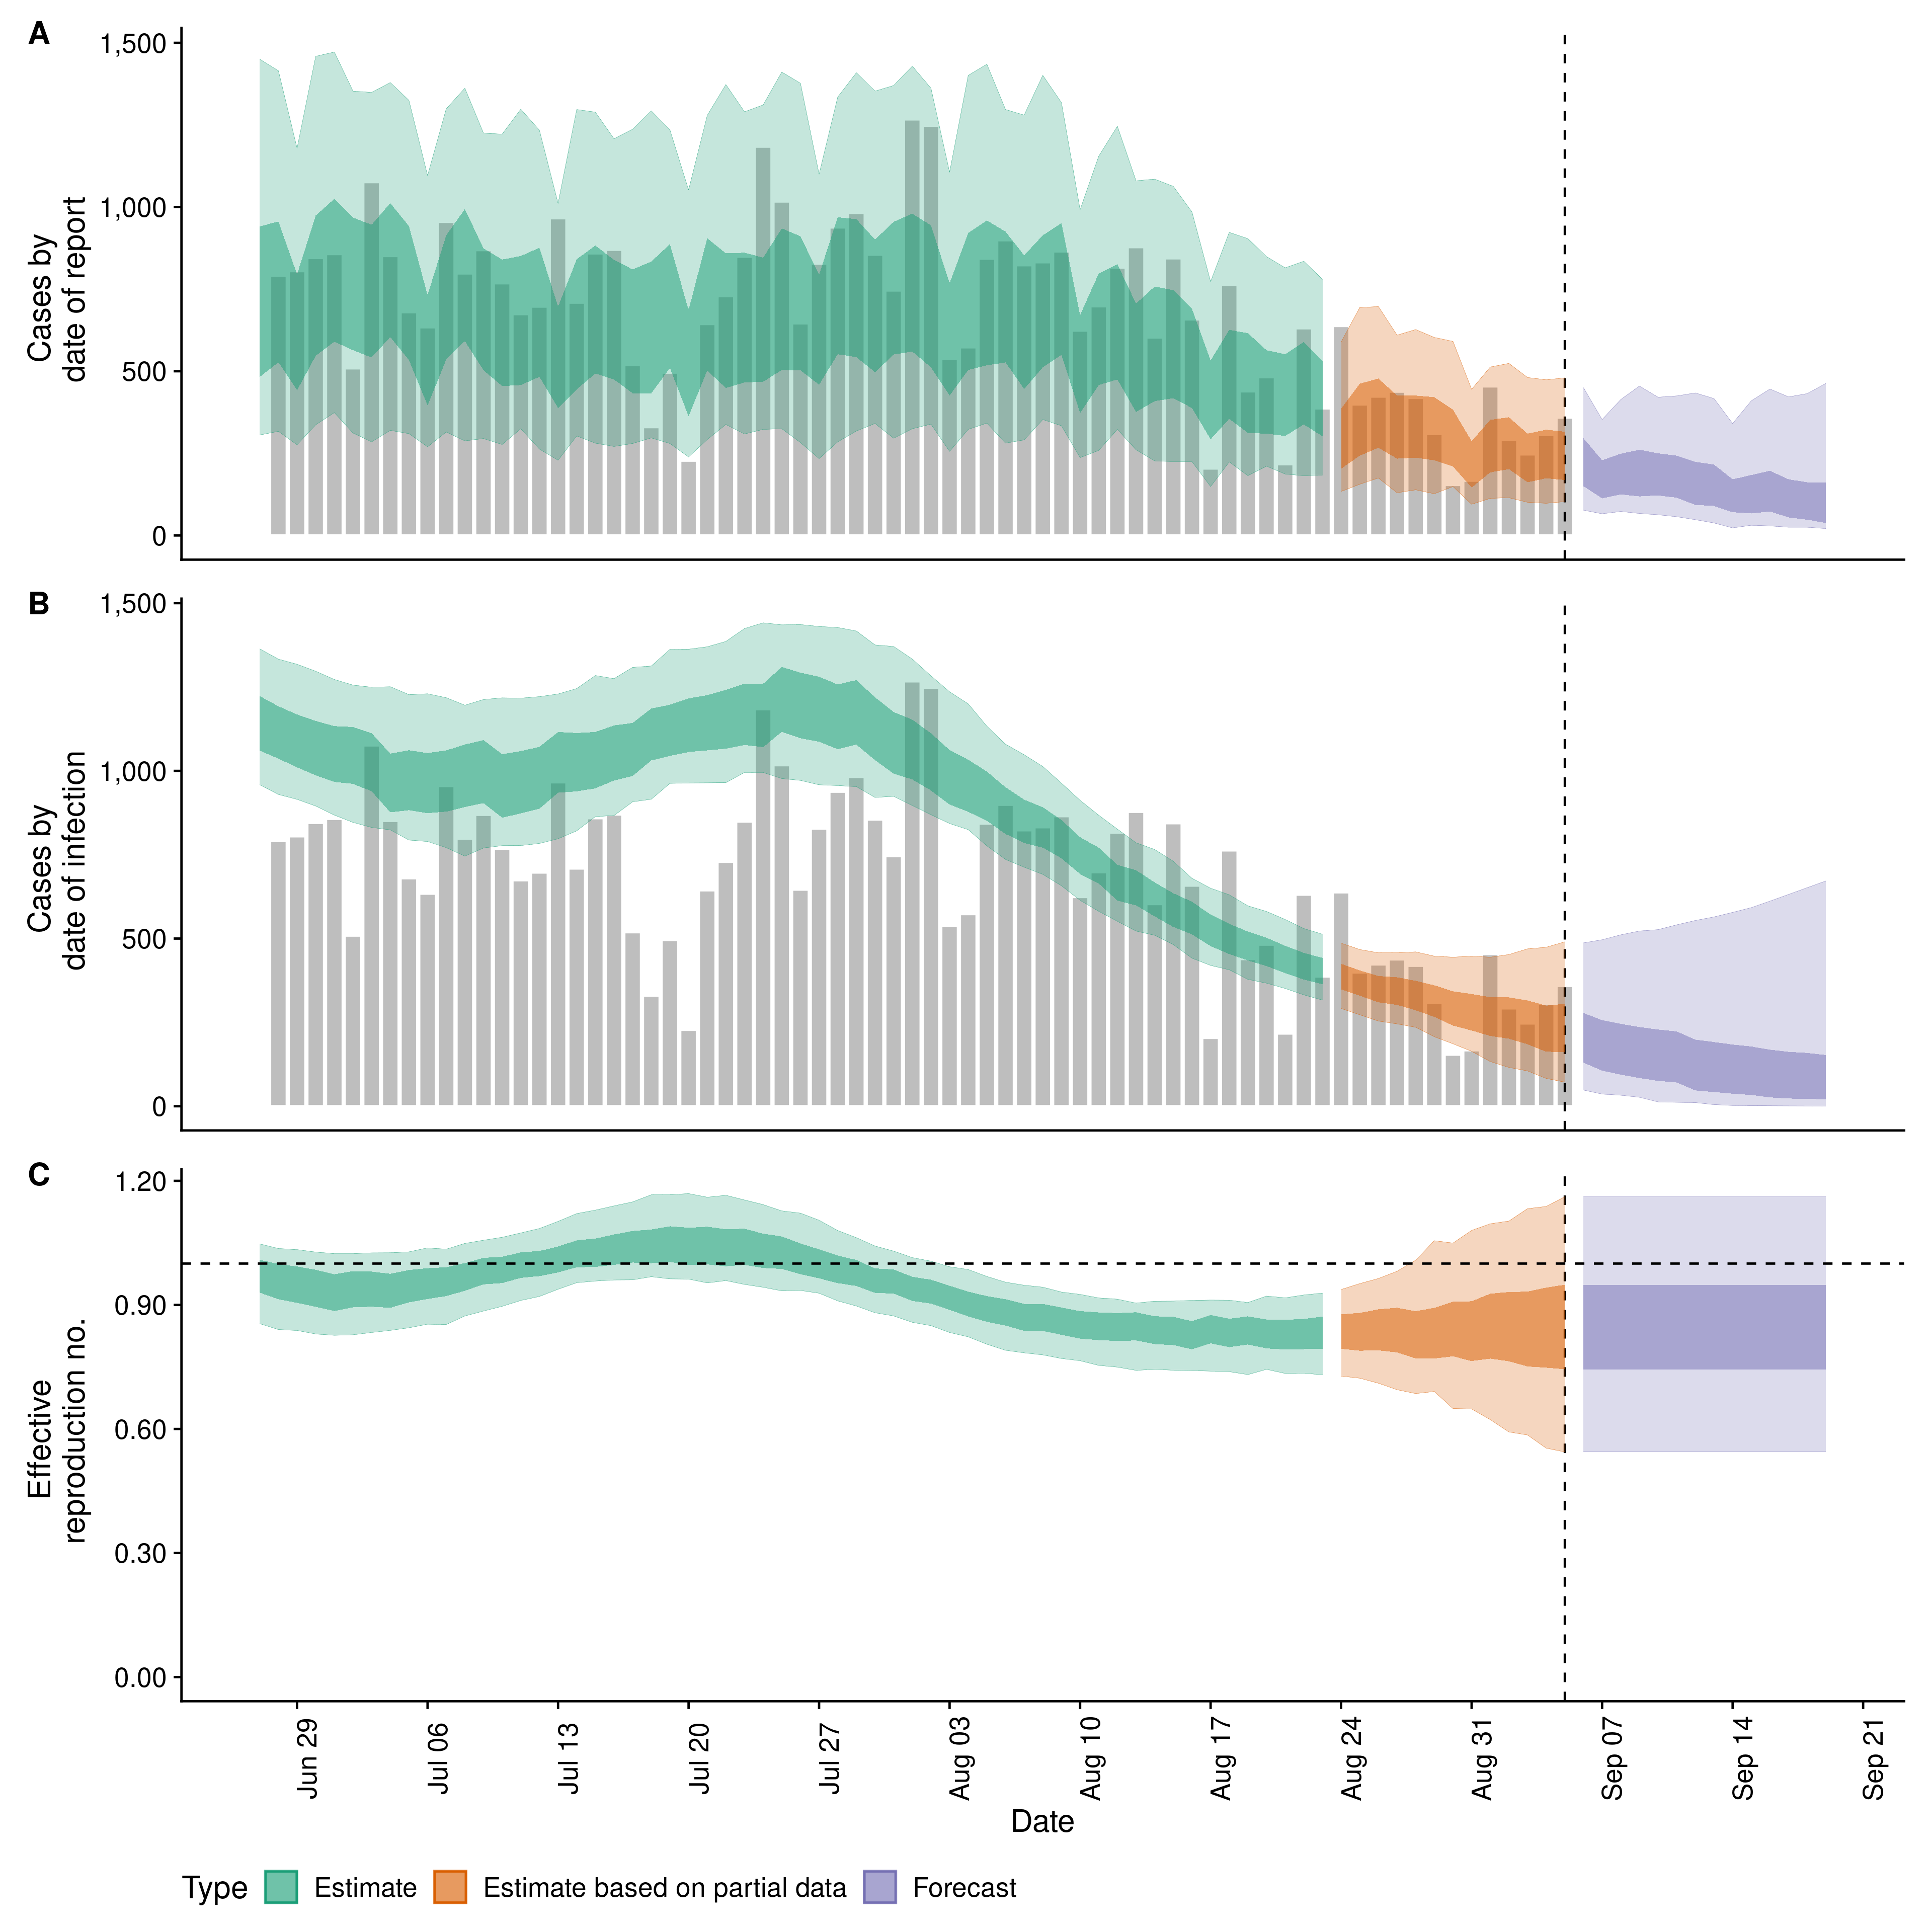 A
1,500
1,000
500
0
Cases by
date of report
B
1,500
1,000
500
0
Cases by
date of infection
C
1.20
0.90
0.60
0.30
0.00
Effective
reproduction no.
Jun 29
Jul 06
Jul 13
Jul 20
Jul 27
Aug 03
Aug 10
Aug 17
Aug 24
Aug 31
Sep 07
Sep 14
Sep 21
Date
Type Estimate Estimate based on partial data Forecast